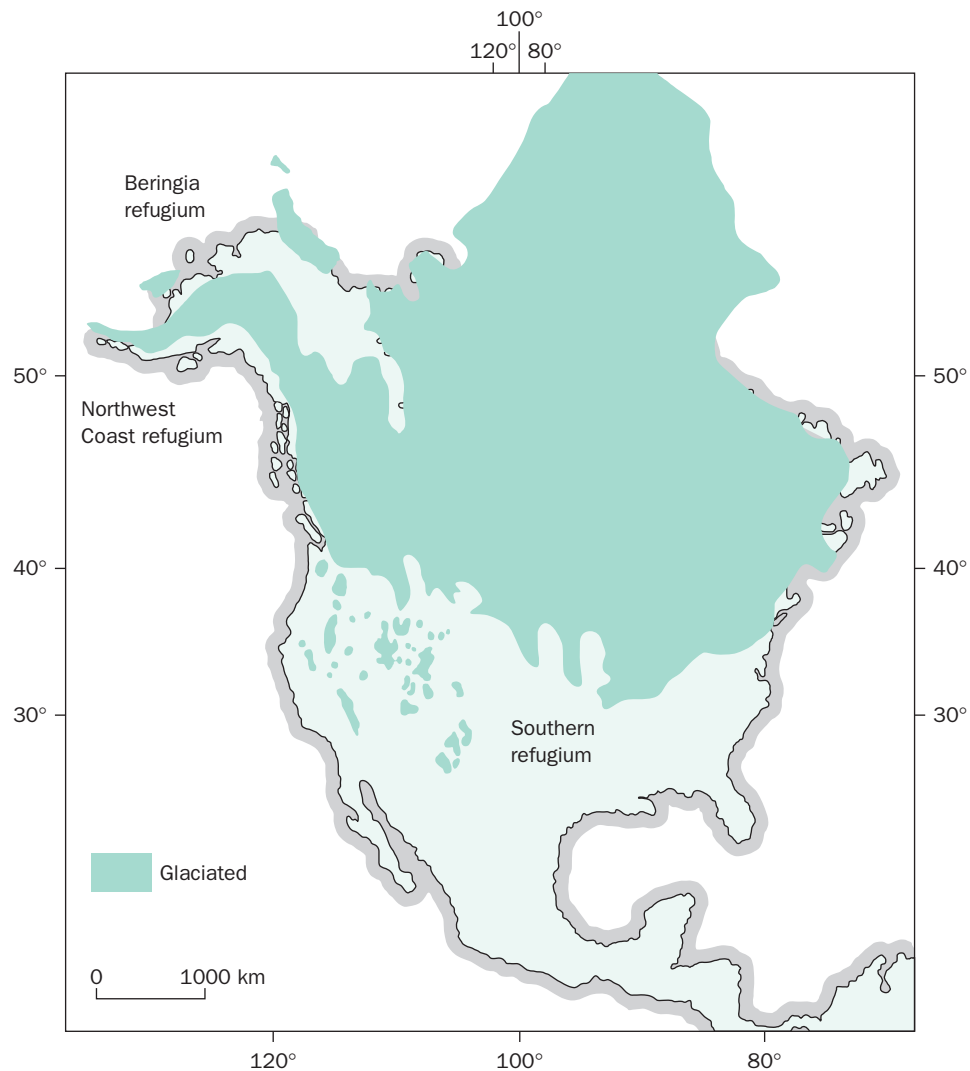 100°
120° 80°
Beringia
refugium
50° 50°
Northwest
Coast refugium
40° 40°
30° 30°
Southern
refugium
Glaciated
0 1000 km
120° 100° 80°